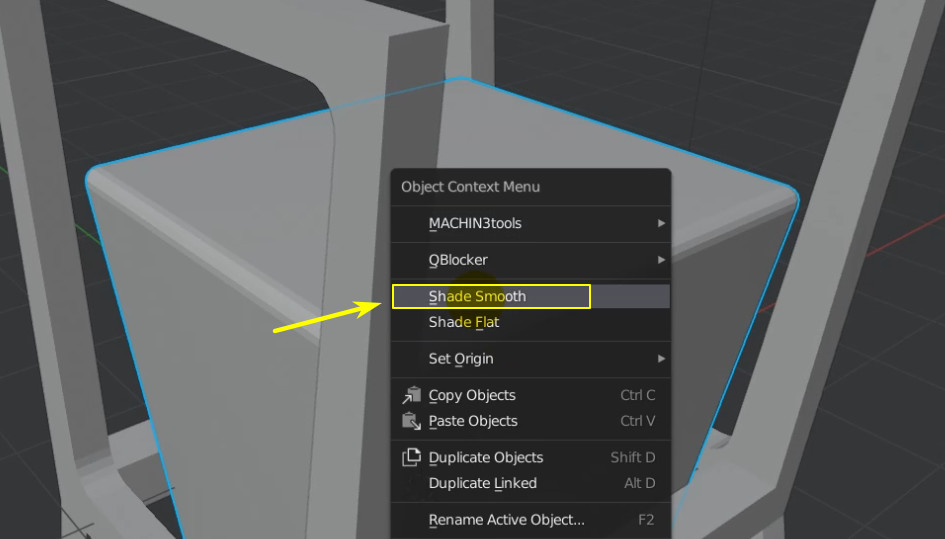 Object Context Menu
MACHIN3tools
QBlocker
Shade Smooth
Shade Flat
Set Origin
Copy Objects Ctrl C
Paste Objects Ctrl V
Duplicate Objects Shift D
Duplicate Linked Alt D
Rename Active Object... F2